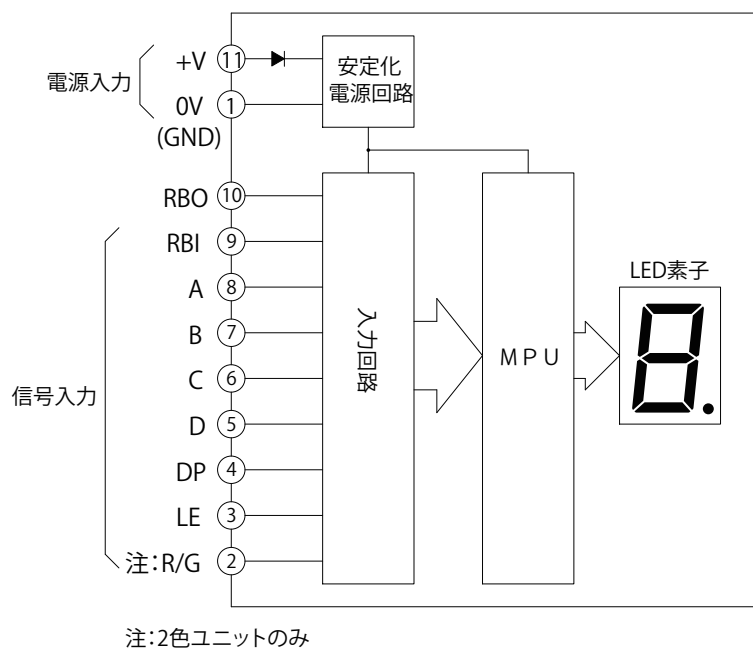 電源入力
+V 11
0V 1
(GND)
安定化
電源回路
RBO 10
信号入力
RBI 9
A 8
B 7
C 6
D 5
DP 4
LE 3
注：R/G 2
入力回路
MPU
LED素子
注：2色ユニットのみ